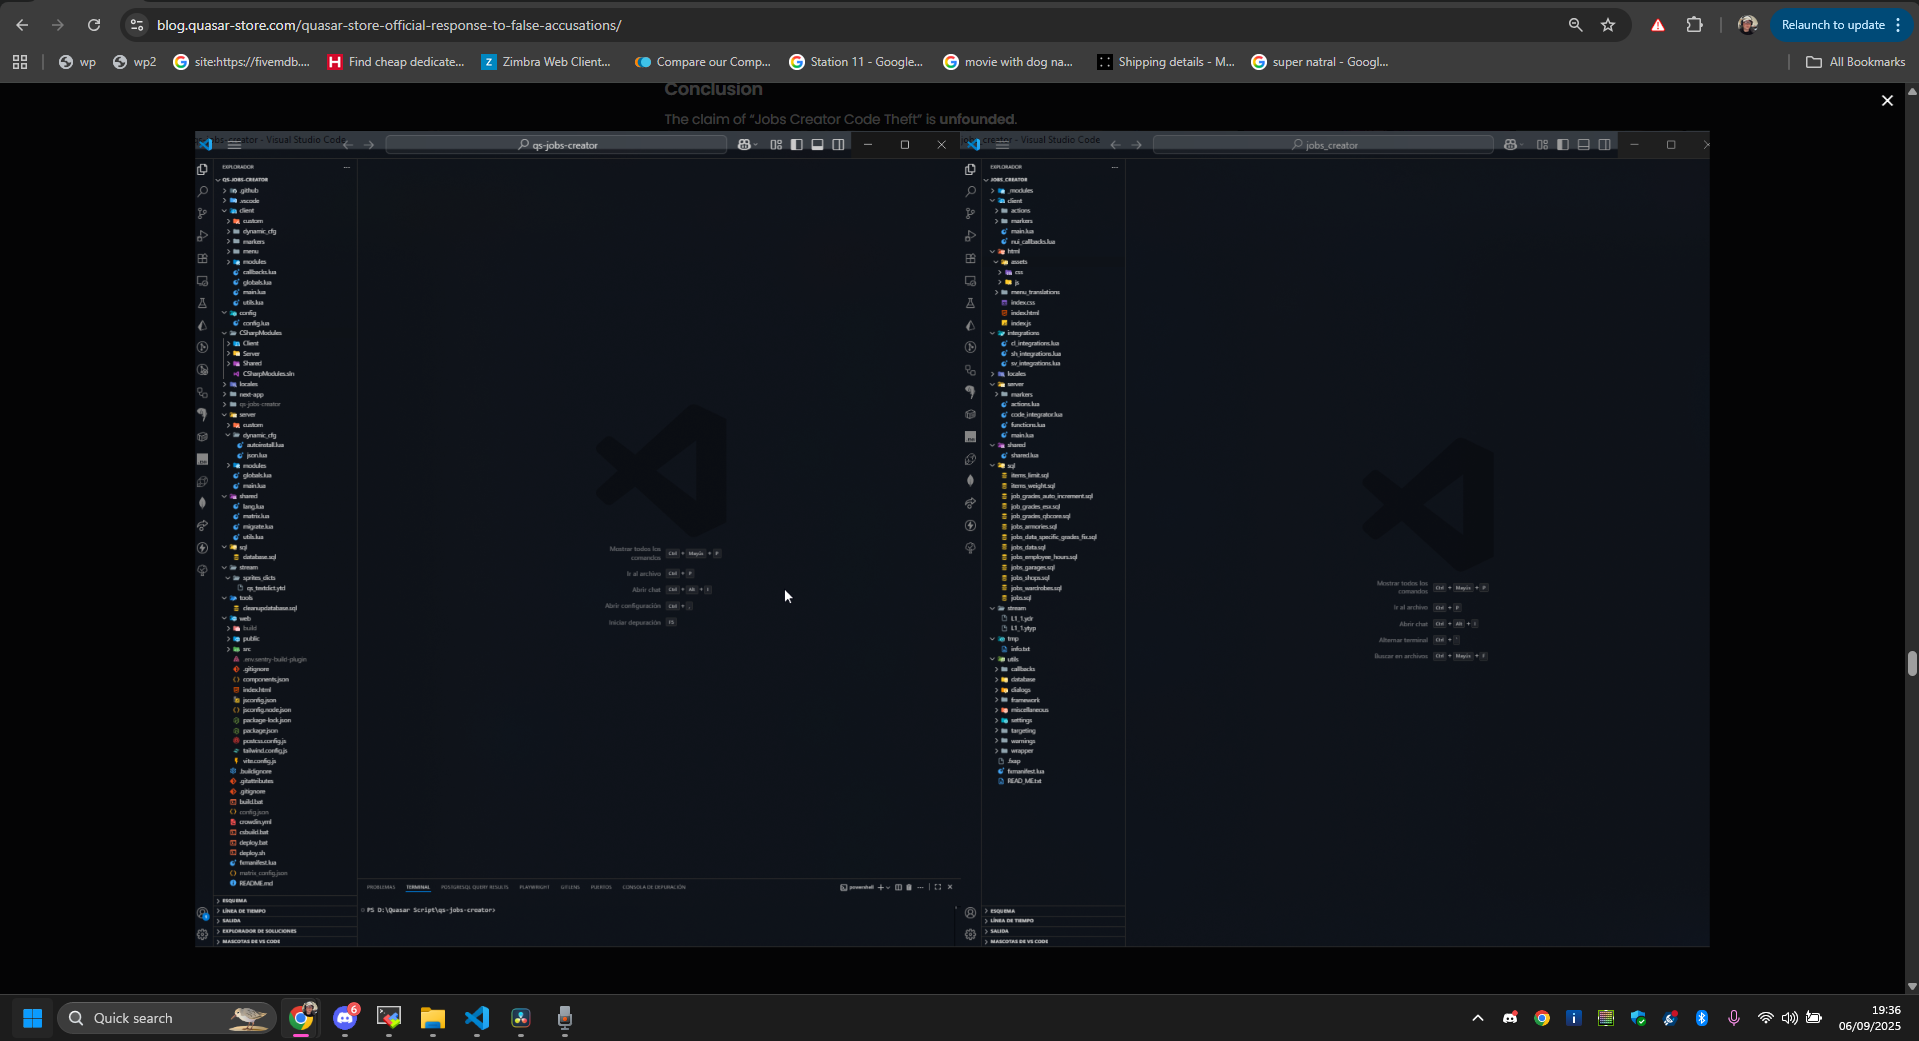 blog.quasar-store.com/quasar-store-official-response-to-false-accusations/
Relaunch to update
wp
wp2
site:https://fivemdb....
Find cheap dedicate...
Zimbra Web Client...
Compare our Comp...
Station 11 - Google...
movie with dog na...
Shipping details - M...
super natral - Googl...
All Bookmarks
Conclusion
The claim of “Jobs Creator Code Theft” is unfounded.
qs-jobs-creator - Visual Studio Code
qs-jobs-creator
EXPLORADOR
QS-JOBS-CREATOR
.github
.vscode
client
custom
dynamic_cfg
markers
menu
modules
callbacks.lua
globals.lua
main.lua
utils.lua
config
config.lua
CSharpModules
Client
Server
Shared
CSharpModules.sln
locales
next-app
qs-jobs-creator
server
custom
dynamic_cfg
autoinstall.lua
json.lua
modules
globals.lua
main.lua
shared
lang.lua
matrix.lua
migrate.lua
utils.lua
sql
database.sql
stream
sprites_dicts
qs_textdict.ytd
tools
cleanupdatabase.sql
web
build
public
src
.env.sentry-build-plugin
.gitignore
components.json
index.html
jsconfig.json
jsconfig.node.json
package-lock.json
package.json
postcss.config.js
tailwind.config.js
vite.config.js
.buildignore
.gitattributes
.gitignore
build.bat
config.json
crowdin.yml
csbuild.bat
deploy.bat
deploy.sh
fxmanifest.lua
matrix_config.json
README.md
ESQUEMA
LÍNEA DE TIEMPO
SALIDA
EXPLORADOR DE SOLUCIONES
MASCOTAS DE VS CODE
Mostrar todos los comandos Ctrl + Mayús + P
Ir al archivo Ctrl + P
Abrir chat Ctrl + Alt + I
Abrir configuración Ctrl + ,
Iniciar depuración F5
PROBLEMAS TERMINAL POSTGRESQL QUERY RESULTS PLAYWRIGHT GITLENS PUERTOS CONSOLA DE DEPURACIÓN
powershell
PS D:\Quasar Script\qs-jobs-creator>
jobs_creator - Visual Studio Code
jobs_creator
EXPLORADOR
JOBS_CREATOR
_modules
client
actions
markers
main.lua
nui_callbacks.lua
html
assets
css
js
menu_translations
index.css
index.html
index.js
integrations
cl_integrations.lua
sh_integrations.lua
sv_integrations.lua
locales
server
markers
actions.lua
code_integrator.lua
functions.lua
main.lua
shared
shared.lua
sql
items_limit.sql
items_weight.sql
job_grades_auto_increment.sql
job_grades_esx.sql
job_grades_qbcore.sql
jobs_armories.sql
jobs_data_specific_grades_fix.sql
jobs_data.sql
jobs_employee_hours.sql
jobs_garages.sql
jobs_shops.sql
jobs_wardrobes.sql
jobs.sql
stream
L1_1.ydr
L1_1.ytyp
tmp
info.txt
utils
callbacks
database
dialogs
framework
miscellaneous
settings
targeting
warnings
wrapper
.fxap
fxmanifest.lua
READ_ME.txt
ESQUEMA
LÍNEA DE TIEMPO
SALIDA
MASCOTAS DE VS CODE
Mostrar todos los comandos Ctrl + Mayús + P
Ir al archivo Ctrl + P
Abrir chat Ctrl + Alt + I
Alternar terminal Ctrl + `
Buscar en archivos Ctrl + Mayús + F
Quick search
6
19:36
06/09/2025